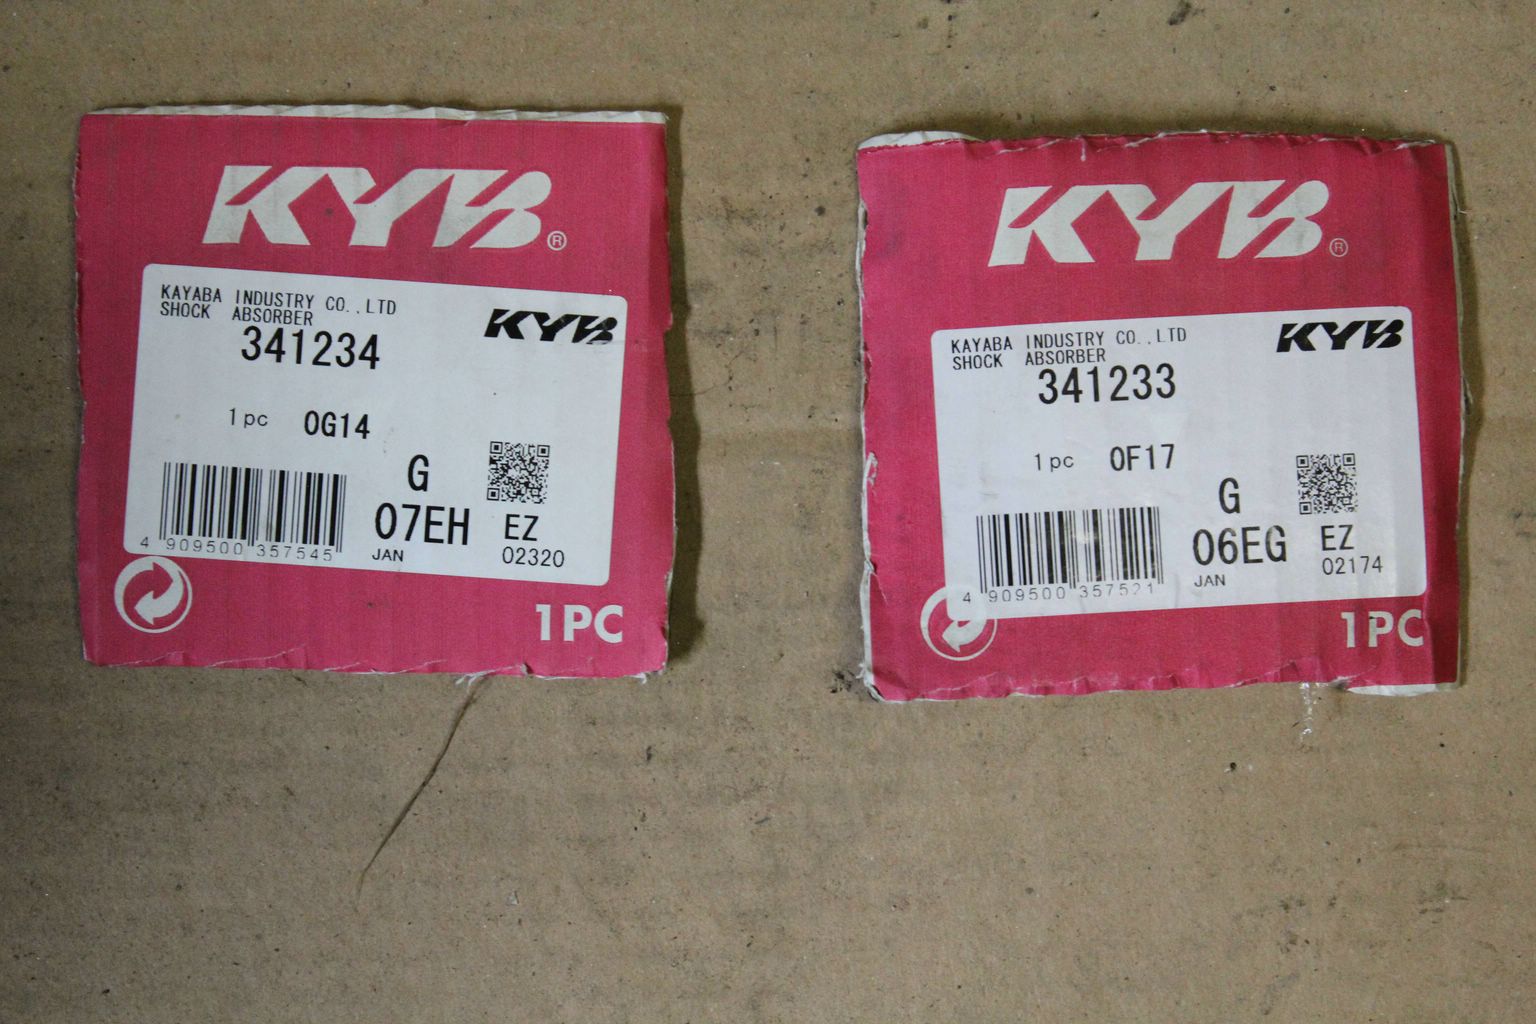 KYB®
KAYABA INDUSTRY CO.,LTD
SHOCK ABSORBER
KYB
341234
1pc 0G14
G
07EH
EZ
4 909500 357545
JAN
02320
1PC
KYB®
KAYABA INDUSTRY CO.,LTD
SHOCK ABSORBER
KYB
341233
1pc 0F17
G
06EG
EZ
4 909500 357521
JAN
02174
1PC